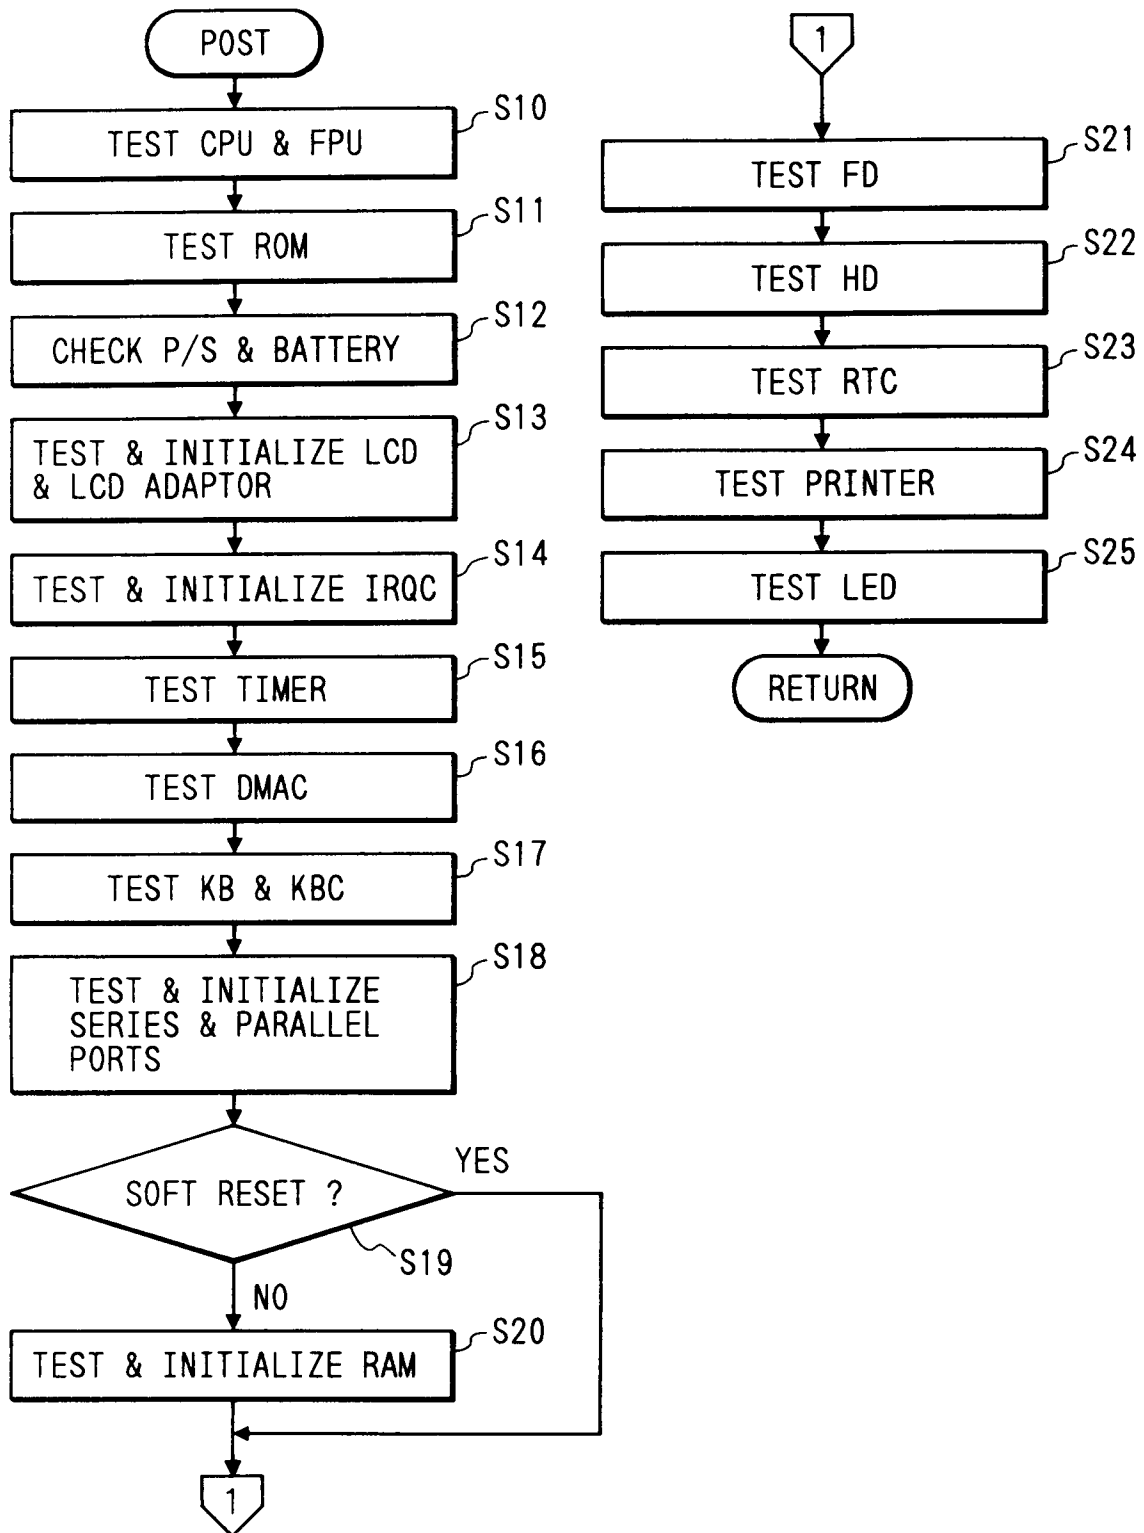 POST
S10
TEST CPU & FPU
S11
TEST ROM
S12
CHECK P/S & BATTERY
S13
TEST & INITIALIZE LCD
& LCD ADAPTOR
S14
TEST & INITIALIZE IRQC
S15
TEST TIMER
S16
TEST DMAC
S17
TEST KB & KBC
S18
TEST & INITIALIZE
SERIES & PARALLEL
PORTS
YES
SOFT RESET ?
S19
NO
S20
TEST & INITIALIZE RAM
1
1
S21
TEST FD
S22
TEST HD
S23
TEST RTC
S24
TEST PRINTER
S25
TEST LED
RETURN